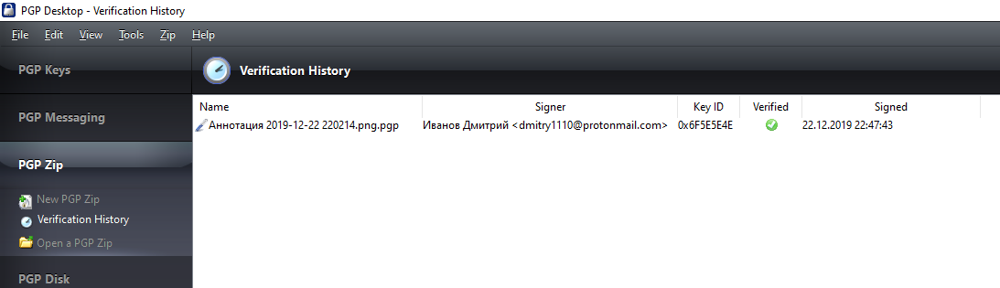 PGP Desktop - Verification History
File Edit View Tools Zip Help
PGP Keys
Verification History
PGP Messaging
PGP Zip
New PGP Zip
Verification History
Open a PGP Zip
PGP Disk
Name Signer Key ID Verified Signed
Аннотация 2019-12-22 220214.png.pgp Иванов Дмитрий <dmitry1110@protonmail.com> 0x6F5E5E4E 22.12.2019 22:47:43